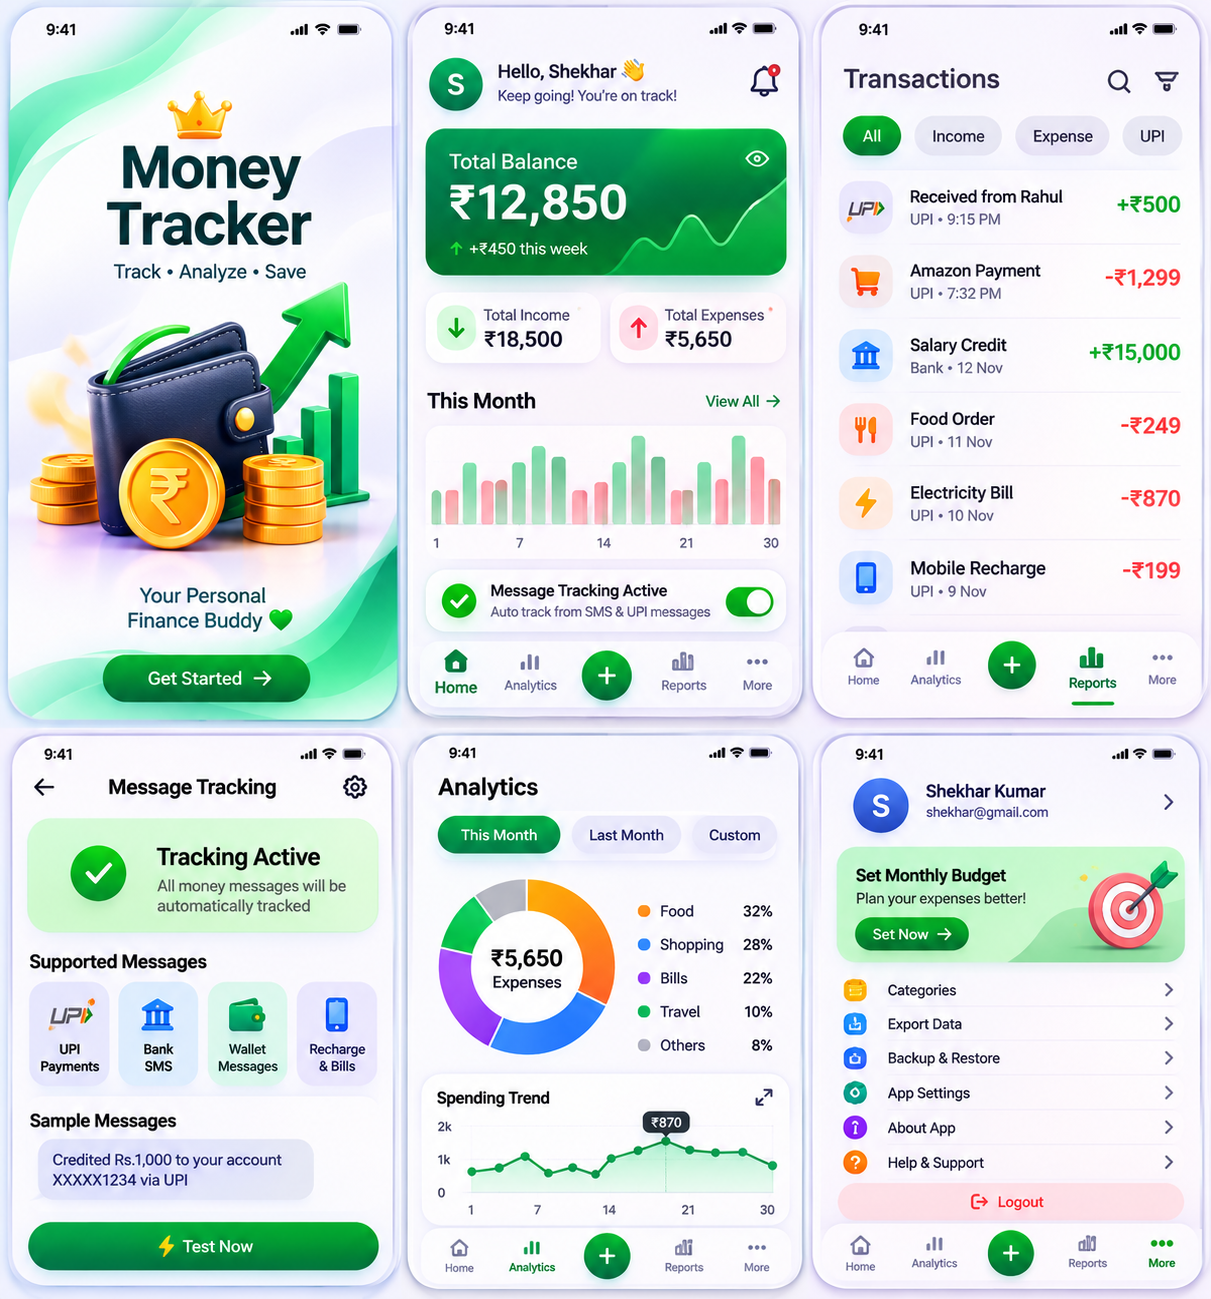 9:41
Money
Tracker
Track • Analyze • Save
₹
Your Personal
Finance Buddy 💚
Get Started →
9:41
S
Hello, Shekhar 👋
Keep going! You're on track!
Total Balance
₹12,850
↑ +₹450 this week
Total Income
₹18,500
Total Expenses
₹5,650
This Month
View All →
1 7 14 21 30
Message Tracking Active
Auto track from SMS & UPI messages
Home
Analytics
+
Reports
More
9:41
Transactions
All
Income
Expense
UPI
UPI
Received from Rahul
UPI • 9:15 PM
+₹500
Amazon Payment
UPI • 7:32 PM
-₹1,299
Salary Credit
Bank • 12 Nov
+₹15,000
Food Order
UPI • 11 Nov
-₹249
Electricity Bill
UPI • 10 Nov
-₹870
Mobile Recharge
UPI • 9 Nov
-₹199
Home
Analytics
+
Reports
More
9:41
← Message Tracking
Tracking Active
All money messages will be
automatically tracked
Supported Messages
UPI
UPI
Payments
Bank
SMS
Wallet
Messages
Recharge
& Bills
Sample Messages
Credited Rs.1,000 to your account
XXXXX1234 via UPI
⚡ Test Now
9:41
Analytics
This Month
Last Month
Custom
₹5,650
Expenses
Food 32%
Shopping 28%
Bills 22%
Travel 10%
Others 8%
Spending Trend
₹870
2k
1k
0
1 7 14 21 30
Home
Analytics
+
Reports
More
9:41
S
Shekhar Kumar
shekhar@gmail.com
Set Monthly Budget
Plan your expenses better!
Set Now →
Categories
Export Data
Backup & Restore
App Settings
About App
? Help & Support
Logout
Home
Analytics
+
Reports
More